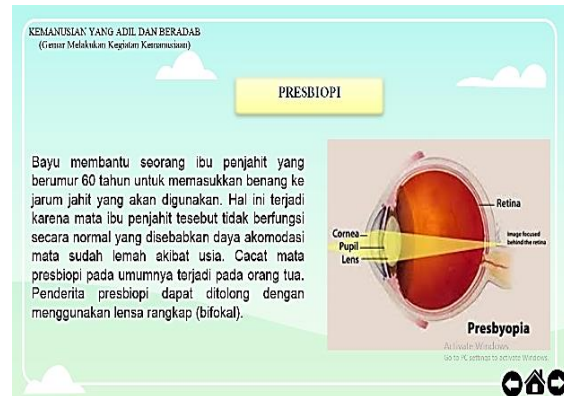 KEMANUSIAN YANG ADIL DAN BERADAB
(Gemar Melakukan Kegiatan Kemanusiaan)
PRESBIOPI
Bayu membantu seorang ibu penjahit yang
berumur 60 tahun untuk memasukkan benang ke
jarum jahit yang akan digunakan. Hal ini terjadi
karena mata ibu penjahit tesebut tidak berfungsi
secara normal yang disebabkan daya akomodasi
mata sudah lemah akibat usia. Cacat mata
presbiopi pada umumnya terjadi pada orang tua.
Penderita presbiopi dapat ditolong dengan
menggunakan lensa rangkap (bifokal).
Cornea
Pupil
Lens
Retina
Image focused
behind the retina
Presbyopia
Activate Windows
Go to PC settings to activate Windows.